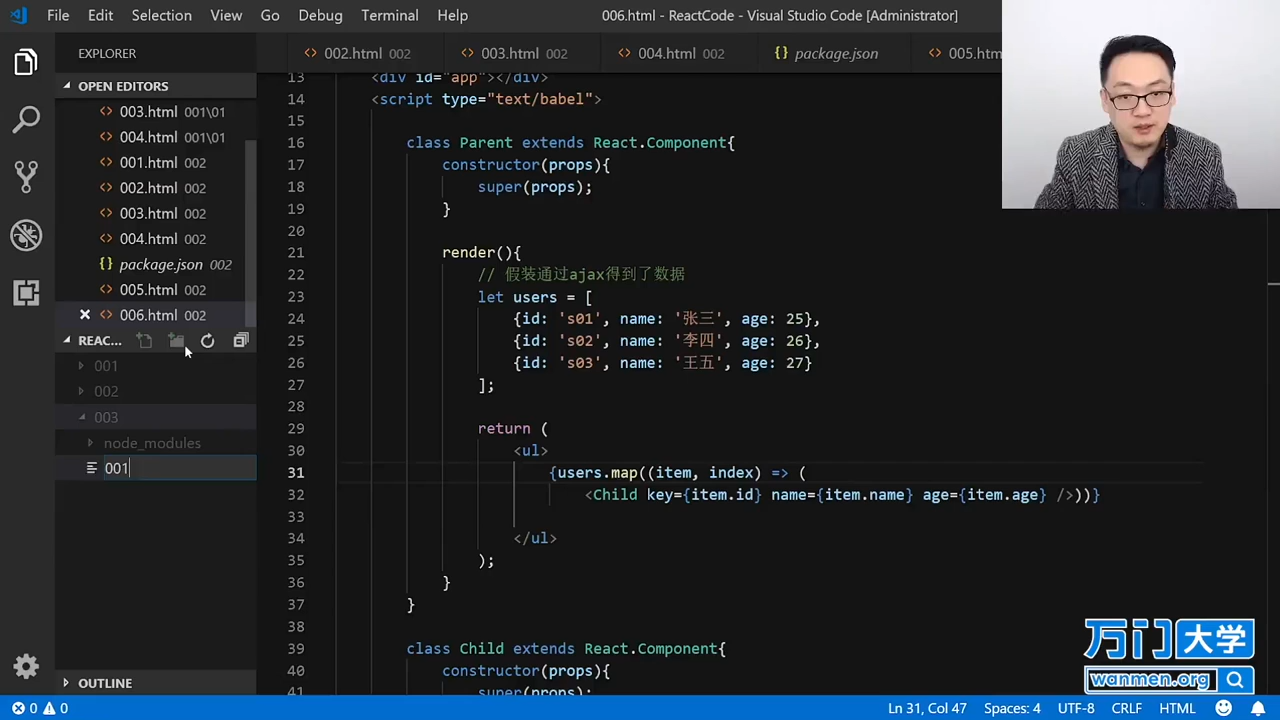 File Edit Selection View Go Debug Terminal Help 006.html - ReactCode - Visual Studio Code [Administrator]
EXPLORER
002.html 002 003.html 002 004.html 002 package.json 005.html
OPEN EDITORS
003.html 001\01
004.html 001\01
001.html 002
002.html 002
003.html 002
004.html 002
package.json 002
005.html 002
006.html 002
REAC...
001
002
003
node_modules
001
OUTLINE
13 <div id="app"></div>
14 <script type="text/babel">
15
16 class Parent extends React.Component{
17 constructor(props){
18 super(props);
19 }
20
21 render(){
22 // 假装通过ajax得到了数据
23 let users = [
24 {id: 's01', name: '张三', age: 25},
25 {id: 's02', name: '李四', age: 26},
26 {id: 's03', name: '王五', age: 27}
27 ];
28
29 return (
30 <ul>
31 {users.map((item, index) => (
32 <Child key={item.id} name={item.name} age={item.age} />))}
33
34 </ul>
35 );
36 }
37 }
38
39 class Child extends React.Component{
40 constructor(props){
41 super(props);
万门大学
wanmen.org
0 0 Ln 31, Col 47 Spaces: 4 UTF-8 CRLF HTML